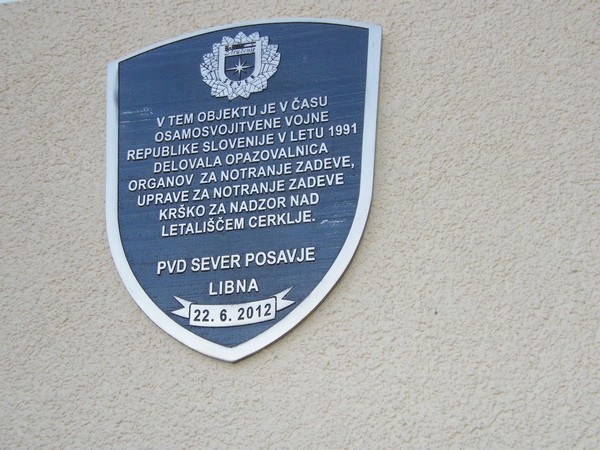 V TEM OBJEKTU JE V ČASU
OSAMOSVOJITVENE VOJNE
REPUBLIKE SLOVENIJE V LETU 1991
DELOVALA OPAZOVALNICA
ORGANOV ZA NOTRANJE ZADEVE,
UPRAVE ZA NOTRANJE ZADEVE
KRŠKO ZA NADZOR NAD
LETALIŠČEM CERKLJE.
PVD SEVER POSAVJE
LIBNA
22. 6. 2012